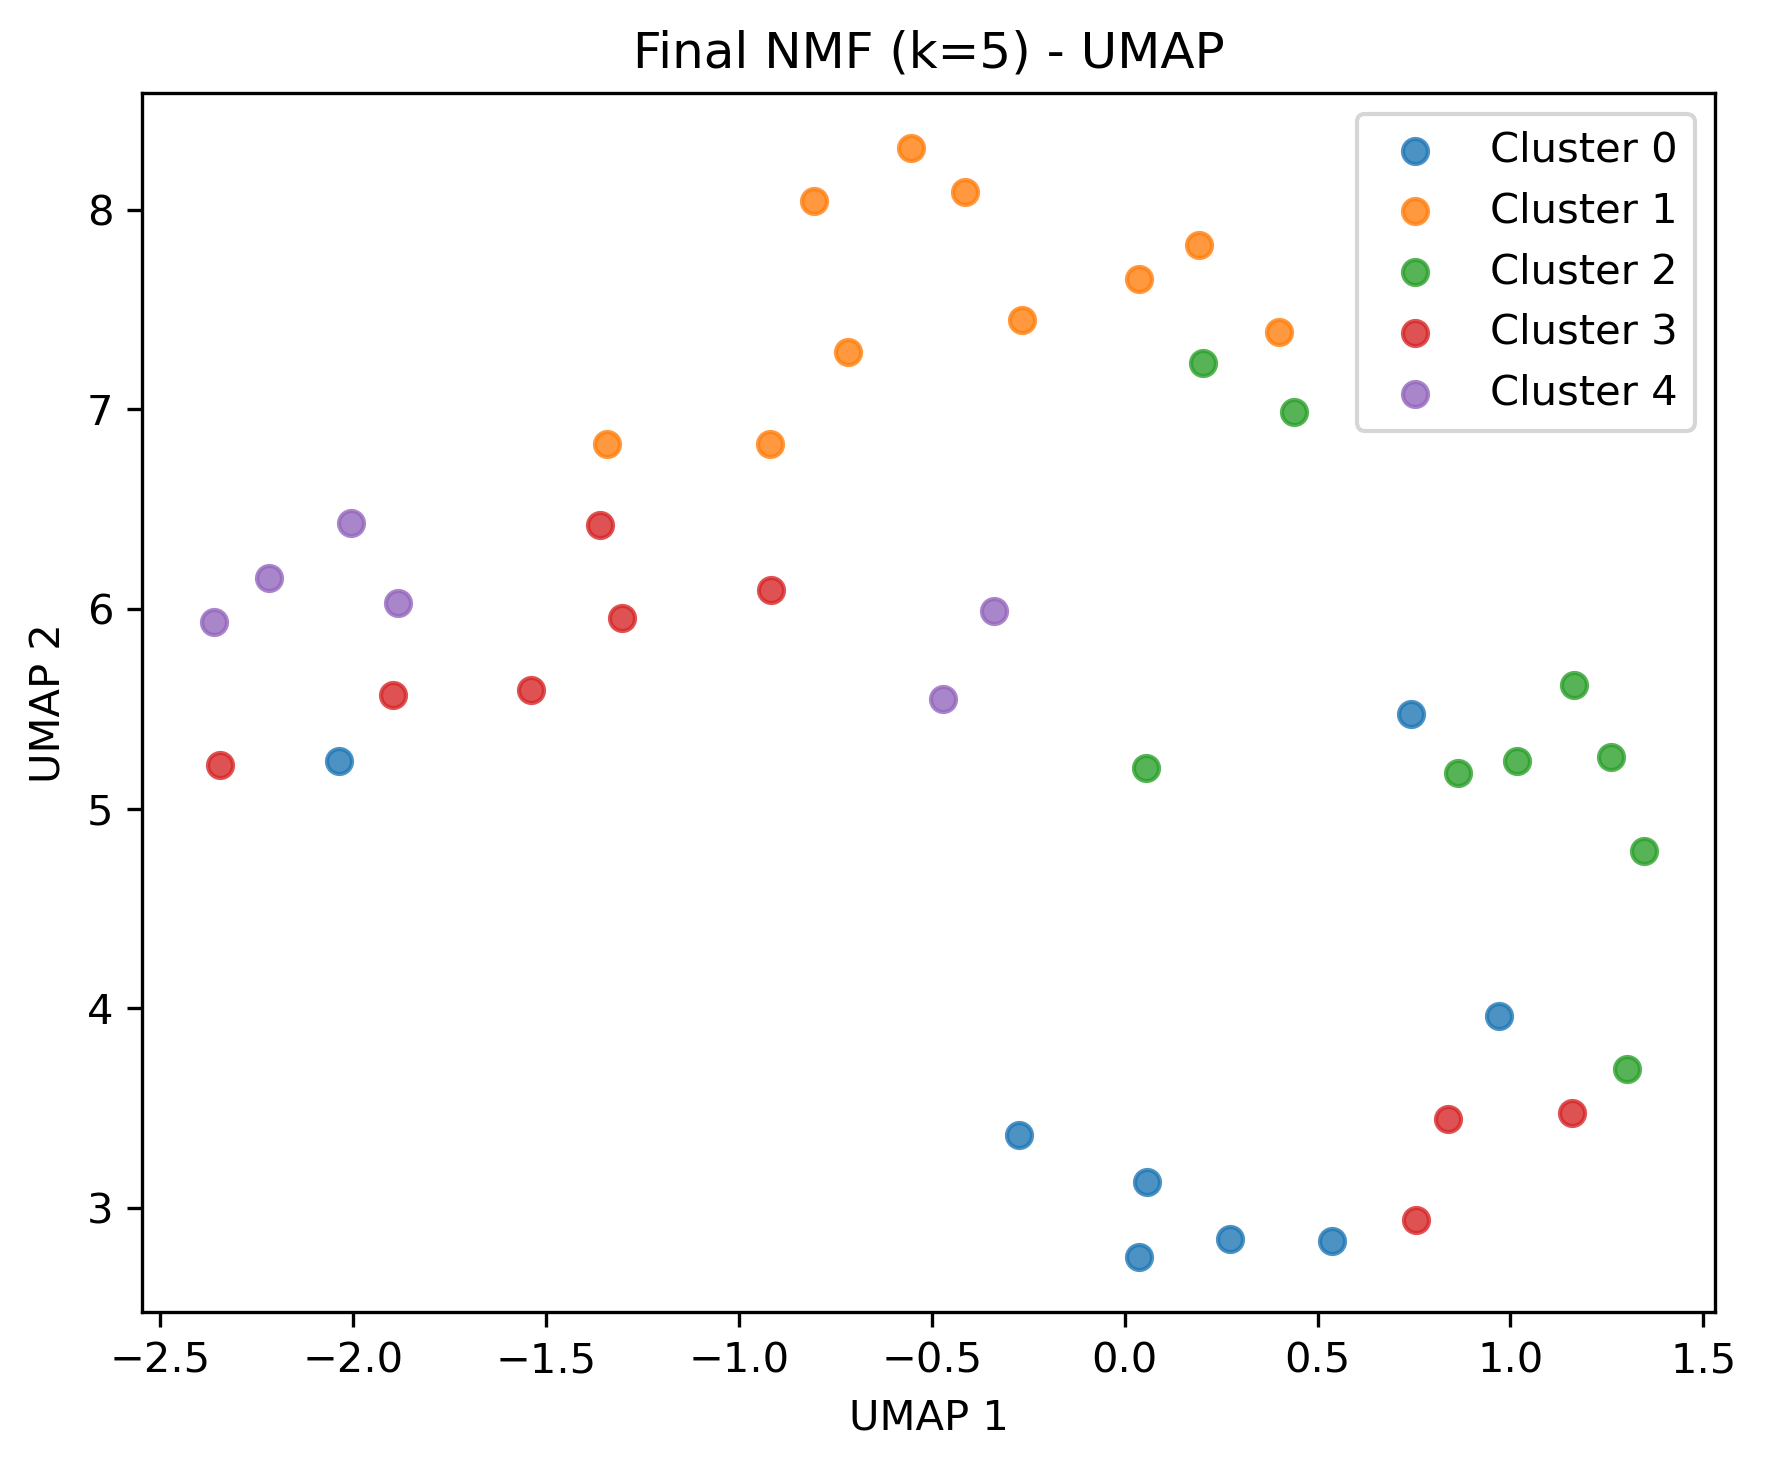 Final NMF (k=5) - UMAP
Cluster 0
Cluster 1
Cluster 2
Cluster 3
Cluster 4
UMAP 2
8
7
6
5
4
3
−2.5 −2.0 −1.5 −1.0 −0.5 0.0 0.5 1.0 1.5
UMAP 1